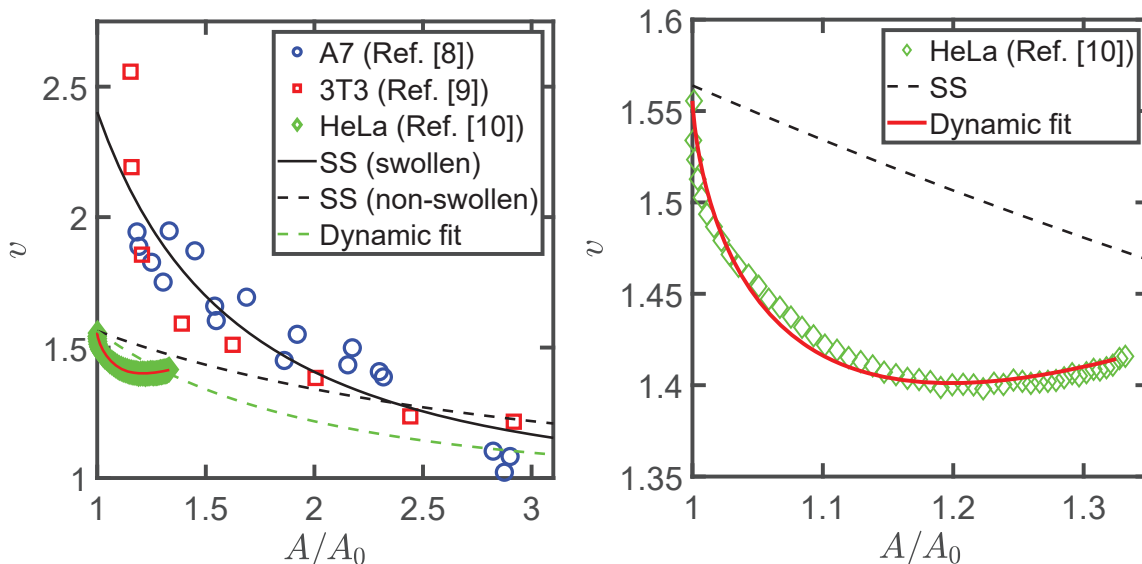 2.5
2
1.5
1
v
A7 (Ref. [8])
3T3 (Ref. [9])
HeLa (Ref. [10])
SS (swollen)
SS (non-swollen)
Dynamic fit
1
1.5
2
2.5
3
A/A₀
1.6
1.55
1.5
1.45
1.4
1.35
v
HeLa (Ref. [10])
SS
Dynamic fit
1
1.1
1.2
1.3
A/A₀